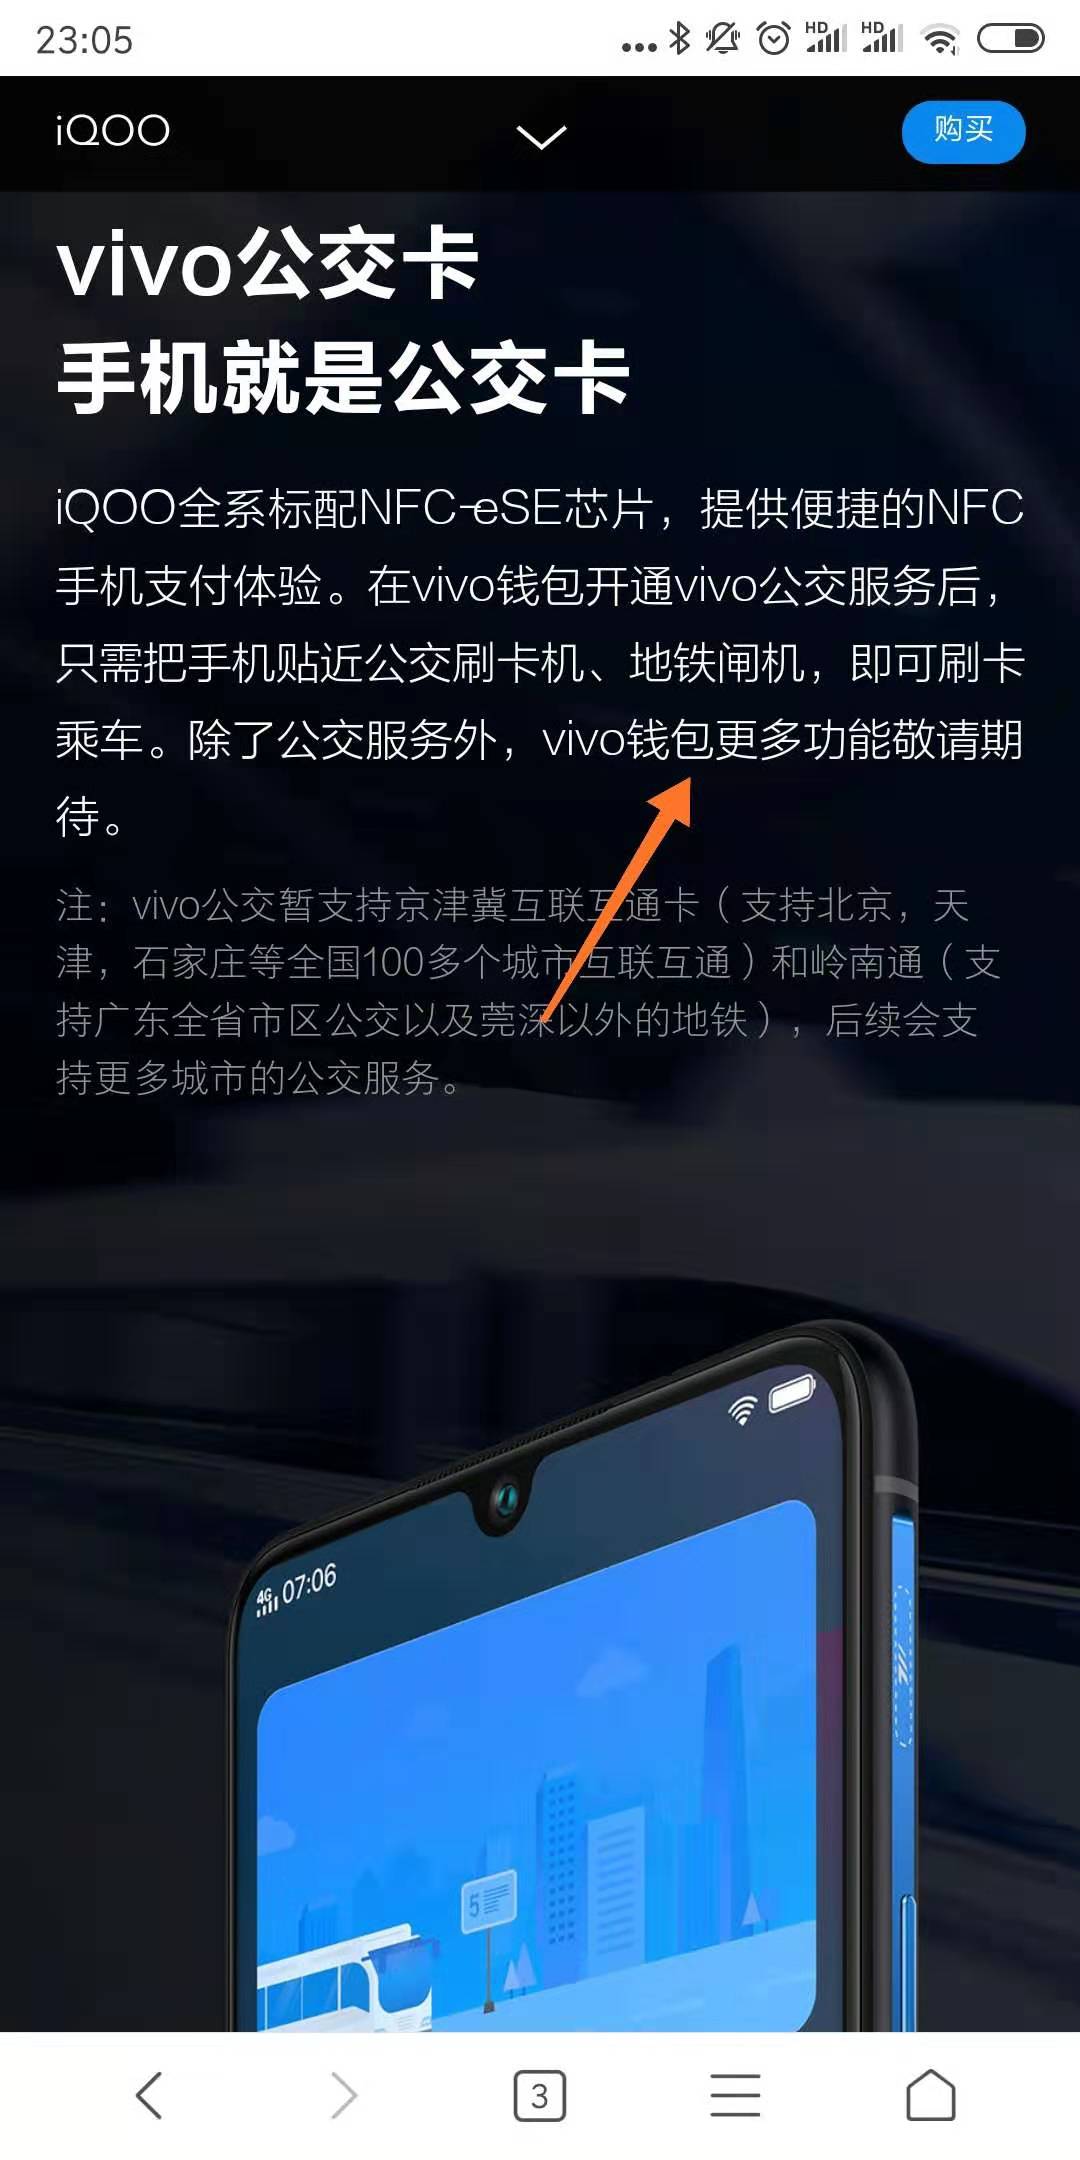 23:05
HD HD
iQOO
购买
vivo公交卡
手机就是公交卡
iQOO全系标配NFC-eSE芯片，提供便捷的NFC
手机支付体验。在vivo钱包开通vivo公交服务后，
只需把手机贴近公交刷卡机、地铁闸机，即可刷卡
乘车。除了公交服务外，vivo钱包更多功能敬请期
待。
注：vivo公交暂支持京津冀互联互通卡（支持北京，天
津，石家庄等全国100多个城市互联互通）和岭南通（支
持广东全省市区公交以及莞深以外的地铁），后续会支
持更多城市的公交服务。
4G 07:06
5
3